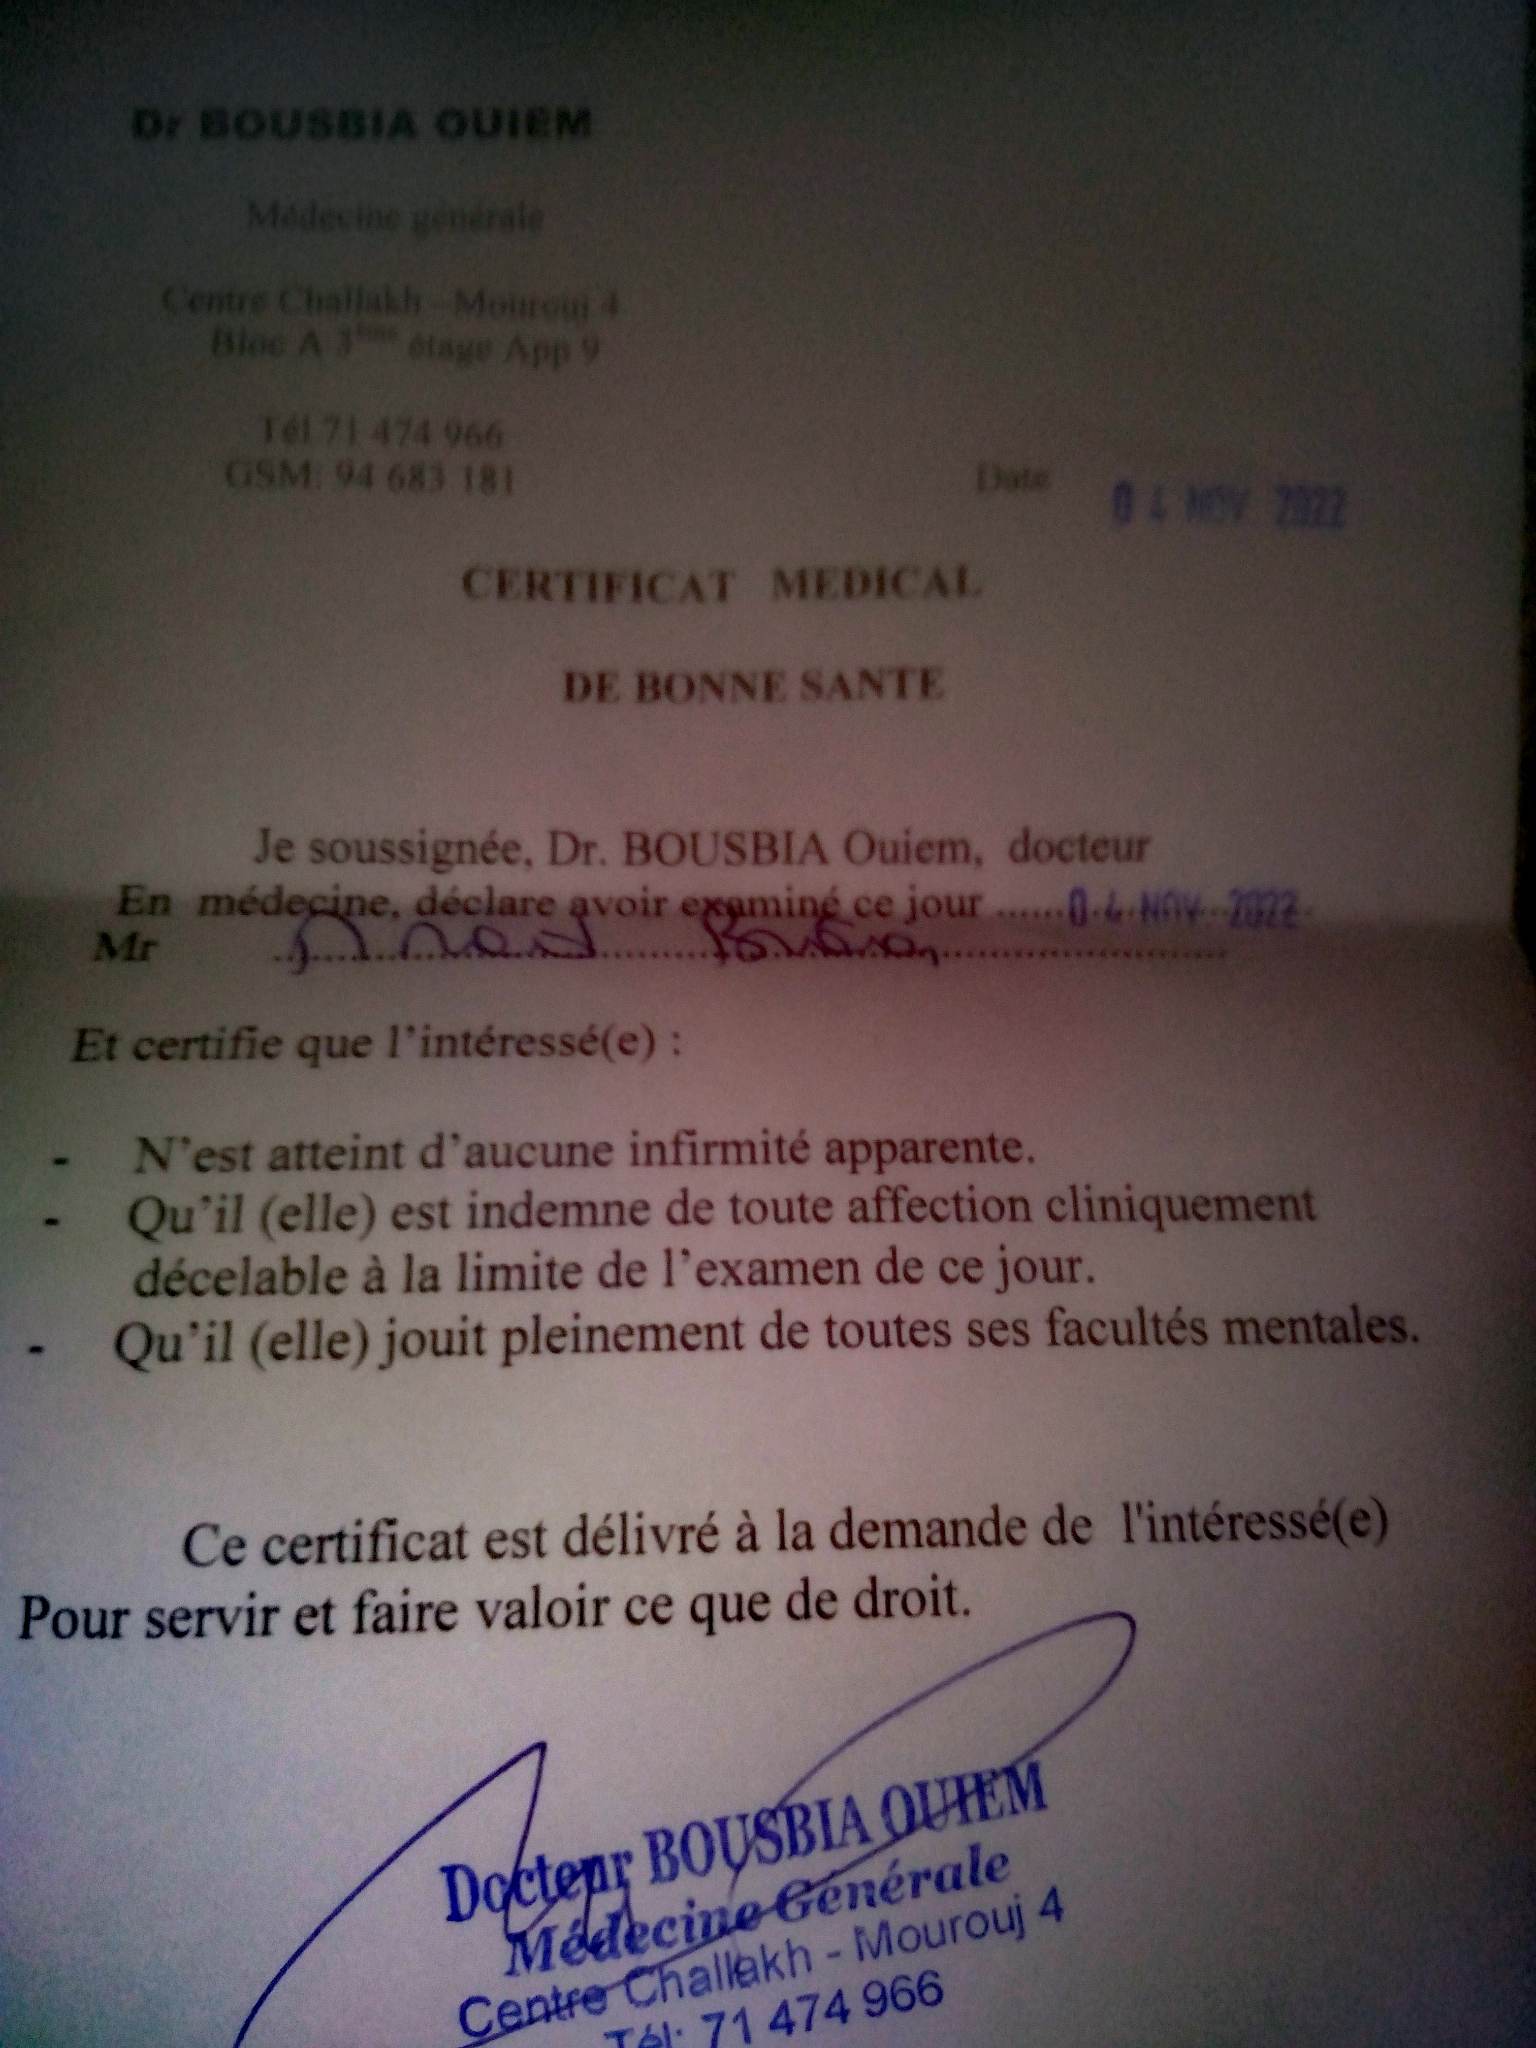 Dr BOUSBIA OUIEM
Médecine générale
Centre Challakh –Mourouj 4
Bloc A 3ème étage App 9
Tél 71 474 966
GSM: 94 683 181
Date 04 NOV 2022
CERTIFICAT MEDICAL
DE BONNE SANTE
Je soussignée, Dr. BOUSBIA Ouiem, docteur
En médecine, déclare avoir examiné ce jour ......04 NOV 2022
Mr
Et certifie que l'intéressé(e) :
- N'est atteint d'aucune infirmité apparente.
- Qu'il (elle) est indemne de toute affection cliniquement
décelable à la limite de l'examen de ce jour.
- Qu'il (elle) jouit pleinement de toutes ses facultés mentales.
Ce certificat est délivré à la demande de l'intéressé(e)
Pour servir et faire valoir ce que de droit.
Docteur BOUSBIA OUIEM
Médecine Générale
Centre Challakh - Mourouj 4
Tél: 71 474 966